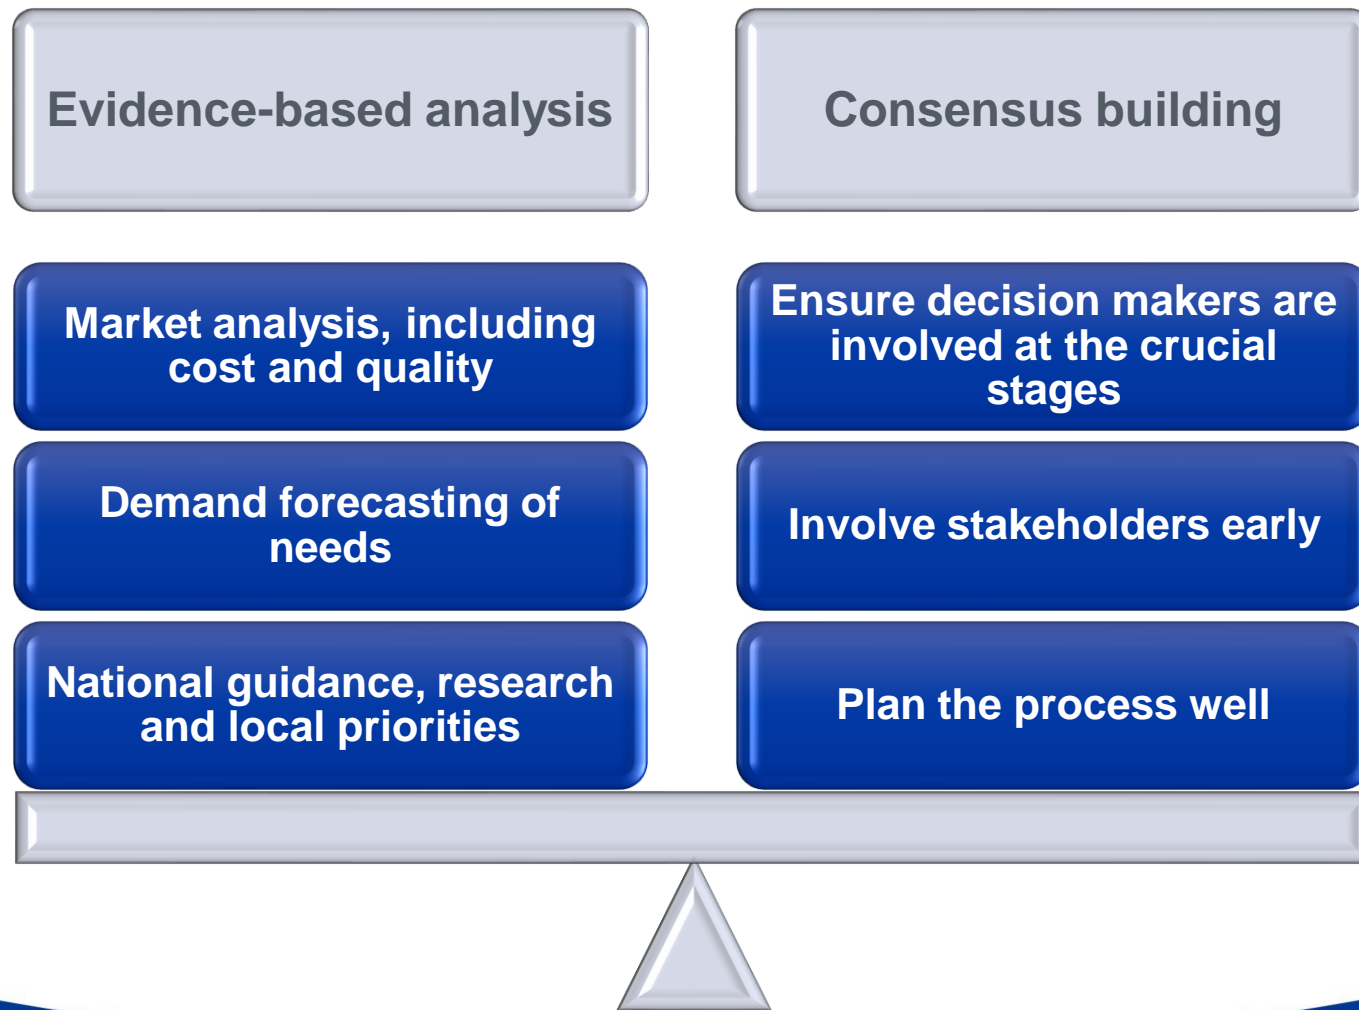 Evidence-based analysis
Market analysis, including
cost and quality
Demand forecasting of
needs
National guidance, research
and local priorities
Consensus building
Ensure decision makers are
involved at the crucial
stages
Involve stakeholders early
Plan the process well